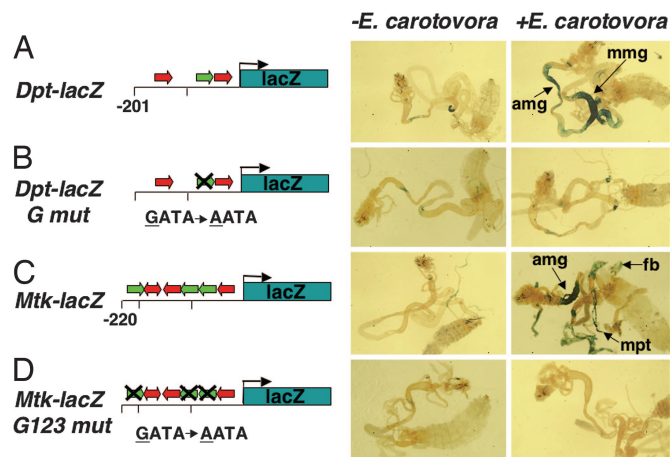 -E. carotovora +E. carotovora
A
Dpt-lacZ
-201
lacZ
amg
mmg
B
Dpt-lacZ
G mut
lacZ
GATA→AATA
C
Mtk-lacZ
-220
lacZ
amg
fb
mpt
D
Mtk-lacZ
G123 mut
lacZ
GATA→AATA